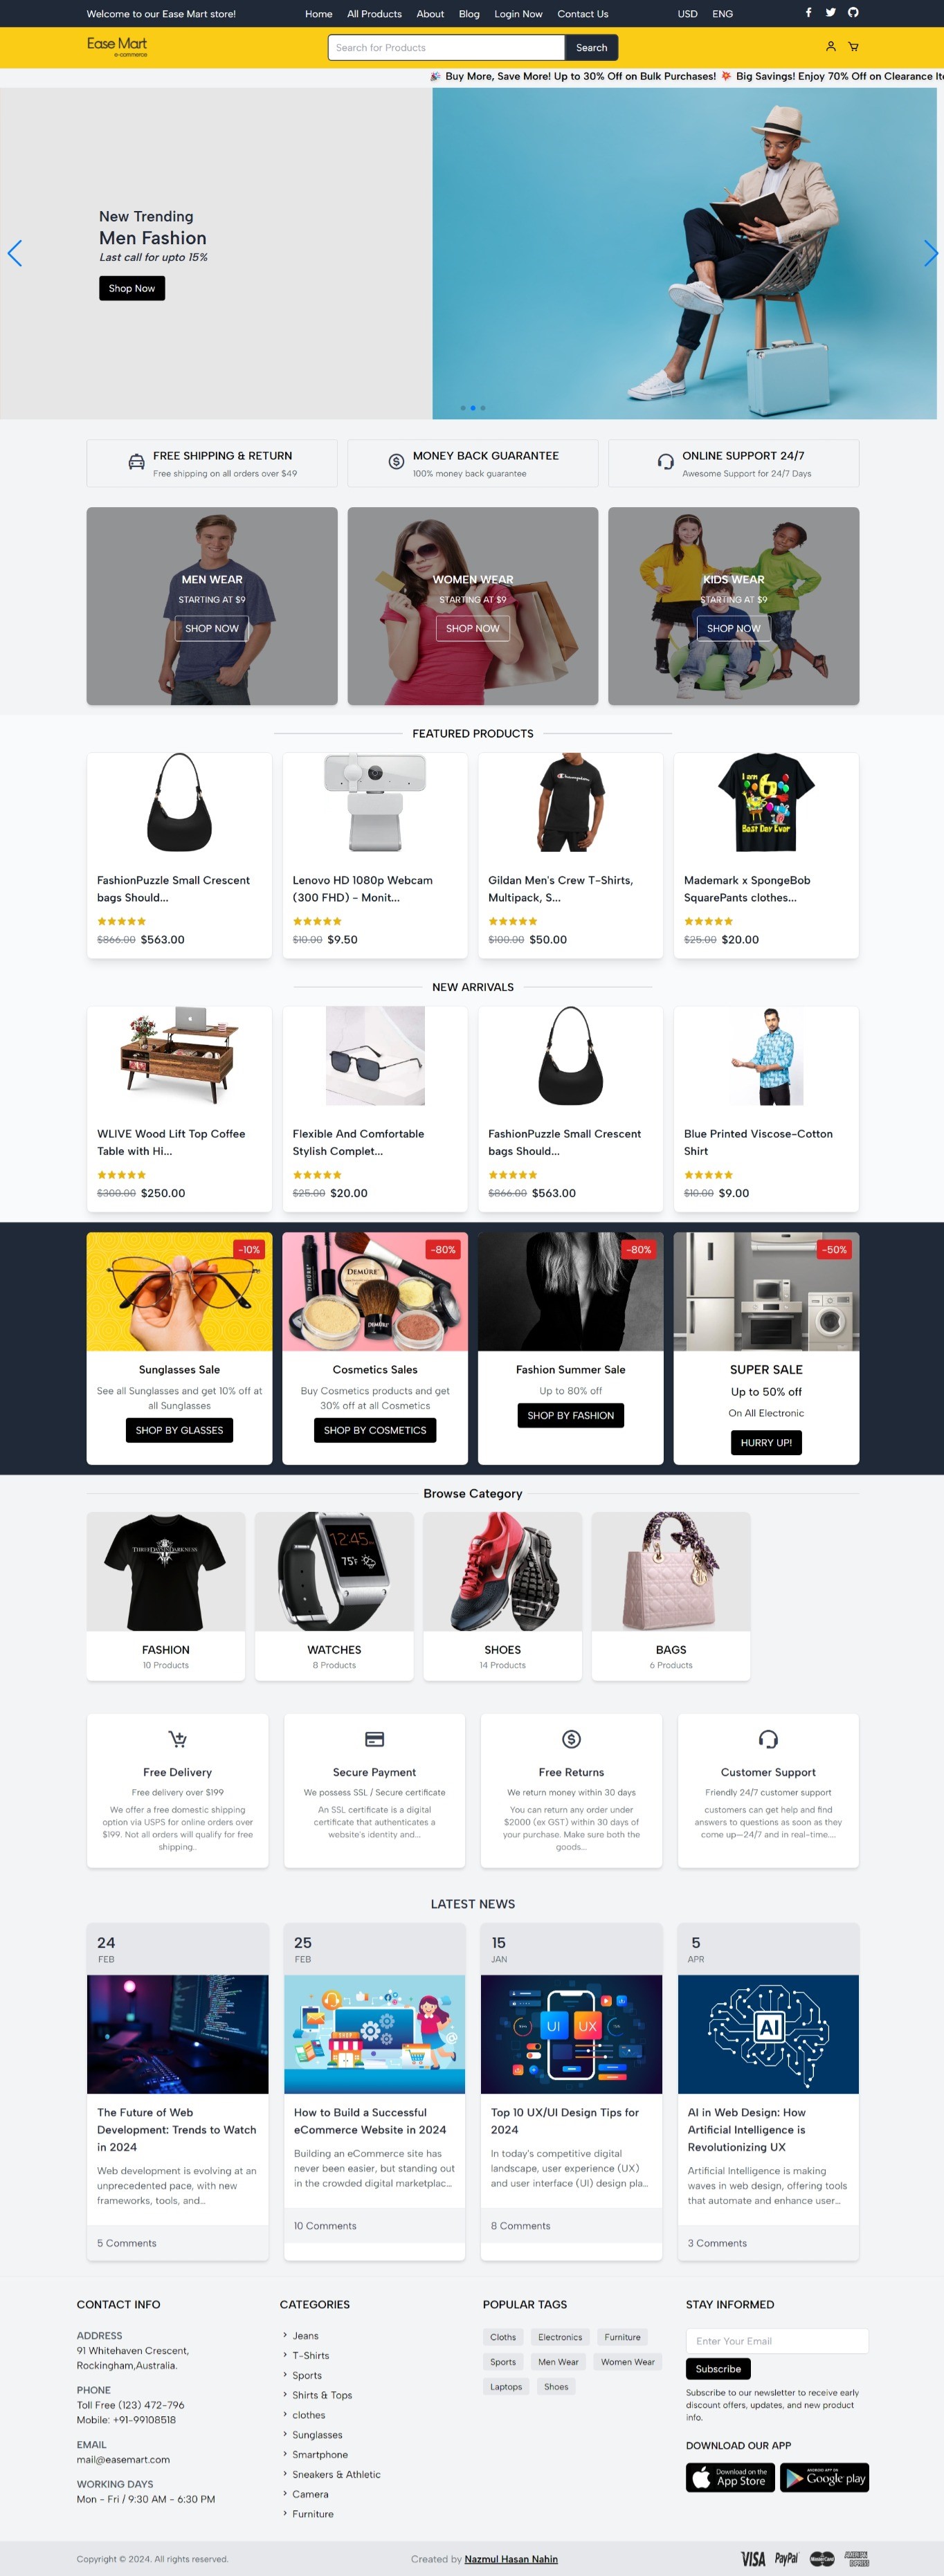 Welcome to our Ease Mart store!
Home All Products About Blog Login Now Contact Us
USD ENG
Ease Mart
e-commerce
Search for Products
Search
🎉 Buy More, Save More! Up to 30% Off on Bulk Purchases! 💥 Big Savings! Enjoy 70% Off on Clearance It
New Trending
Men Fashion
Last call for upto 15%
Shop Now
FREE SHIPPING & RETURN
Free shipping on all orders over $49
MONEY BACK GUARANTEE
100% money back guarantee
ONLINE SUPPORT 24/7
Awesome Support for 24/7 Days
MEN WEAR
STARTING AT $9
SHOP NOW
WOMEN WEAR
STARTING AT $9
SHOP NOW
KIDS WEAR
STARTING AT $9
SHOP NOW
FEATURED PRODUCTS
FashionPuzzle Small Crescent
bags Should...
$866.00 $563.00
Lenovo HD 1080p Webcam
(300 FHD) - Monit...
$10.00 $9.50
Champion
Gildan Men's Crew T-Shirts,
Multipack, S...
$100.00 $50.00
I am 6
Best Day Ever
Mademark x SpongeBob
SquarePants clothes...
$25.00 $20.00
NEW ARRIVALS
WLIVE Wood Lift Top Coffee
Table with Hi...
$300.00 $250.00
Flexible And Comfortable
Stylish Complet...
$25.00 $20.00
FashionPuzzle Small Crescent
bags Should...
$866.00 $563.00
Blue Printed Viscose-Cotton
Shirt
$10.00 $9.00
-10%
Sunglasses Sale
See all Sunglasses and get 10% off at
all Sunglasses
SHOP BY GLASSES
-80%
DEMÜRE
DEMÜRE
DEMÜRE
Cosmetics Sales
Buy Cosmetics products and get
30% off at all Cosmetics
SHOP BY COSMETICS
-80%
Fashion Summer Sale
Up to 80% off
SHOP BY FASHION
-50%
SUPER SALE
Up to 50% off
On All Electronic
HURRY UP!
Browse Category
THREE DAYS IN DARKNESS
FASHION
10 Products
12:45
75°F
WATCHES
8 Products
SHOES
14 Products
BAGS
6 Products
Free Delivery
Free delivery over $199
We offer a free domestic shipping
option via USPS for online orders over
$199. Not all orders will qualify for free
shipping..
Secure Payment
We possess SSL / Secure certificate
An SSL certificate is a digital
certificate that authenticates a
website's identity and...
Free Returns
We return money within 30 days
You can return any order under
$2000 (ex GST) within 30 days of
your purchase. Make sure both the
goods...
Customer Support
Friendly 24/7 customer support
customers can get help and find
answers to questions as soon as they
come up—24/7 and in real-time....
LATEST NEWS
24
FEB
The Future of Web
Development: Trends to Watch
in 2024
Web development is evolving at an
unprecedented pace, with new
frameworks, tools, and...
5 Comments
25
FEB
SHOP
How to Build a Successful
eCommerce Website in 2024
Building an eCommerce site has
never been easier, but standing out
in the crowded digital marketplac...
10 Comments
15
JAN
UI UX
Top 10 UX/UI Design Tips for
2024
In today's competitive digital
landscape, user experience (UX)
and user interface (UI) design pla...
8 Comments
5
APR
AI
AI in Web Design: How
Artificial Intelligence is
Revolutionizing UX
Artificial Intelligence is making
waves in web design, offering tools
that automate and enhance user...
3 Comments
CONTACT INFO
ADDRESS
91 Whitehaven Crescent,
Rockingham,Australia.
PHONE
Toll Free (123) 472-796
Mobile: +91-99108518
EMAIL
mail@easemart.com
WORKING DAYS
Mon - Fri / 9:30 AM - 6:30 PM
CATEGORIES
Jeans
T-Shirts
Sports
Shirts & Tops
clothes
Sunglasses
Smartphone
Sneakers & Athletic
Camera
Furniture
POPULAR TAGS
Cloths Electronics Furniture
Sports Men Wear Women Wear
Laptops Shoes
STAY INFORMED
Enter Your Email
Subscribe
Subscribe to our newsletter to receive early
discount offers, updates, and new product
info.
DOWNLOAD OUR APP
Download on the
App Store
ANDROID APP ON
Google play
Copyright © 2024. All rights reserved.
Created by Nazmul Hasan Nahin
VISA PayPal MasterCard AMERICAN EXPRESS